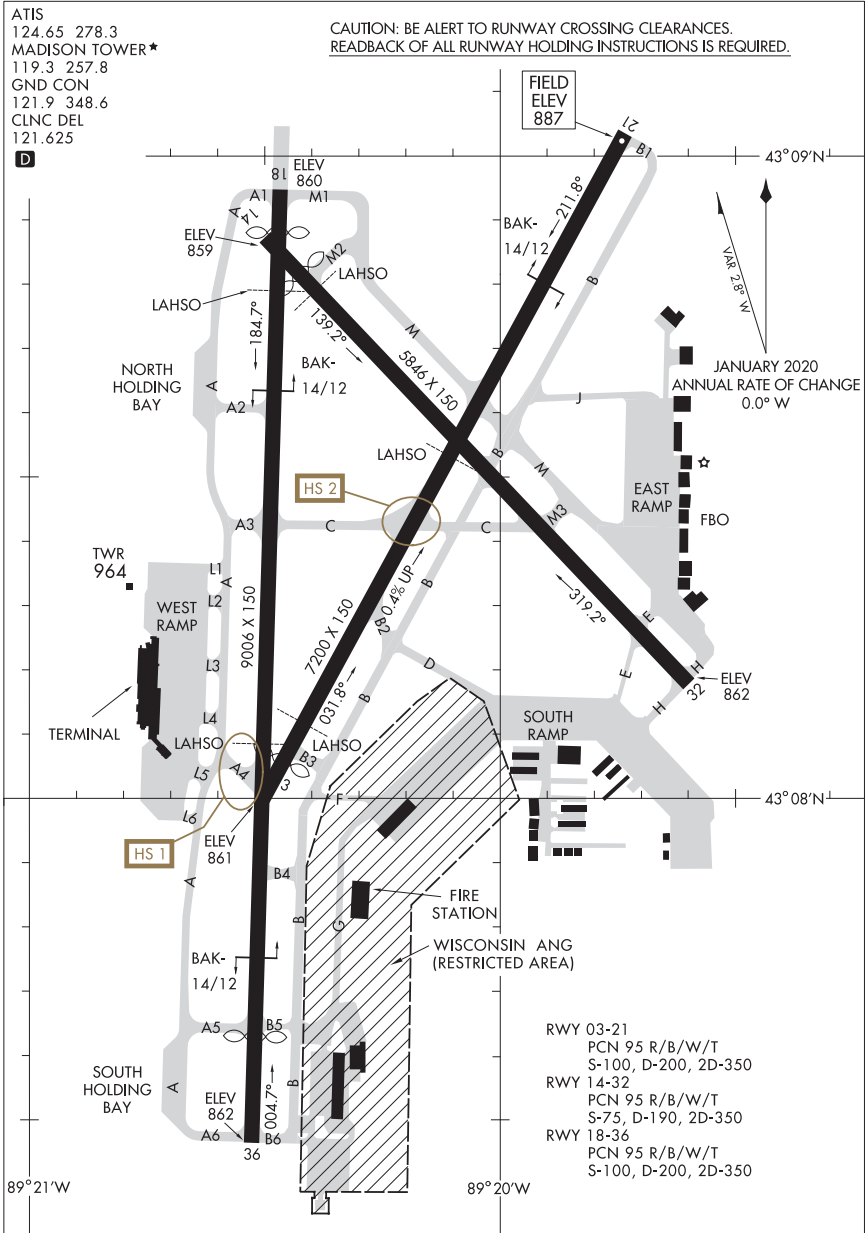 ATIS
124.65 278.3
MADISON TOWER★
119.3 257.8
GND CON
121.9 348.6
CLNC DEL
121.625
D
CAUTION: BE ALERT TO RUNWAY CROSSING CLEARANCES.
READBACK OF ALL RUNWAY HOLDING INSTRUCTIONS IS REQUIRED.
FIELD
ELEV
887
21
B1
43°09'N
18
ELEV
860
A1
M1
A
14
ELEV
859
M2
LAHSO
LAHSO
211.8°
BAK-
14/12
B
VAR 2.8° W
JANUARY 2020
ANNUAL RATE OF CHANGE
0.0° W
184.7°
139.2°
M
5846 X 150
NORTH
HOLDING
BAY
A
A2
BAK-
14/12
J
LAHSO
B
M
HS 2
EAST
RAMP
FBO
A3
C
C
M3
TWR
964
L1
A
L2
WEST
RAMP
9006 X 150
7200 X 150
0.4% UP
B
B2
319.2°
E
L3
D
E
H
ELEV
862
32
H
TERMINAL
L4
031.8°
B
SOUTH
RAMP
LAHSO
LAHSO
L5
A4
B3
3
43°08'N
L6
F
ELEV
861
HS 1
A
B4
FIRE
STATION
B
G
WISCONSIN ANG
(RESTRICTED AREA)
BAK-
14/12
A5
B5
SOUTH
HOLDING
BAY
A
ELEV
862
004.7°
B
A6
36
B6
RWY 03-21
PCN 95 R/B/W/T
S-100, D-200, 2D-350
RWY 14-32
PCN 95 R/B/W/T
S-75, D-190, 2D-350
RWY 18-36
PCN 95 R/B/W/T
S-100, D-200, 2D-350
89°21'W
89°20'W